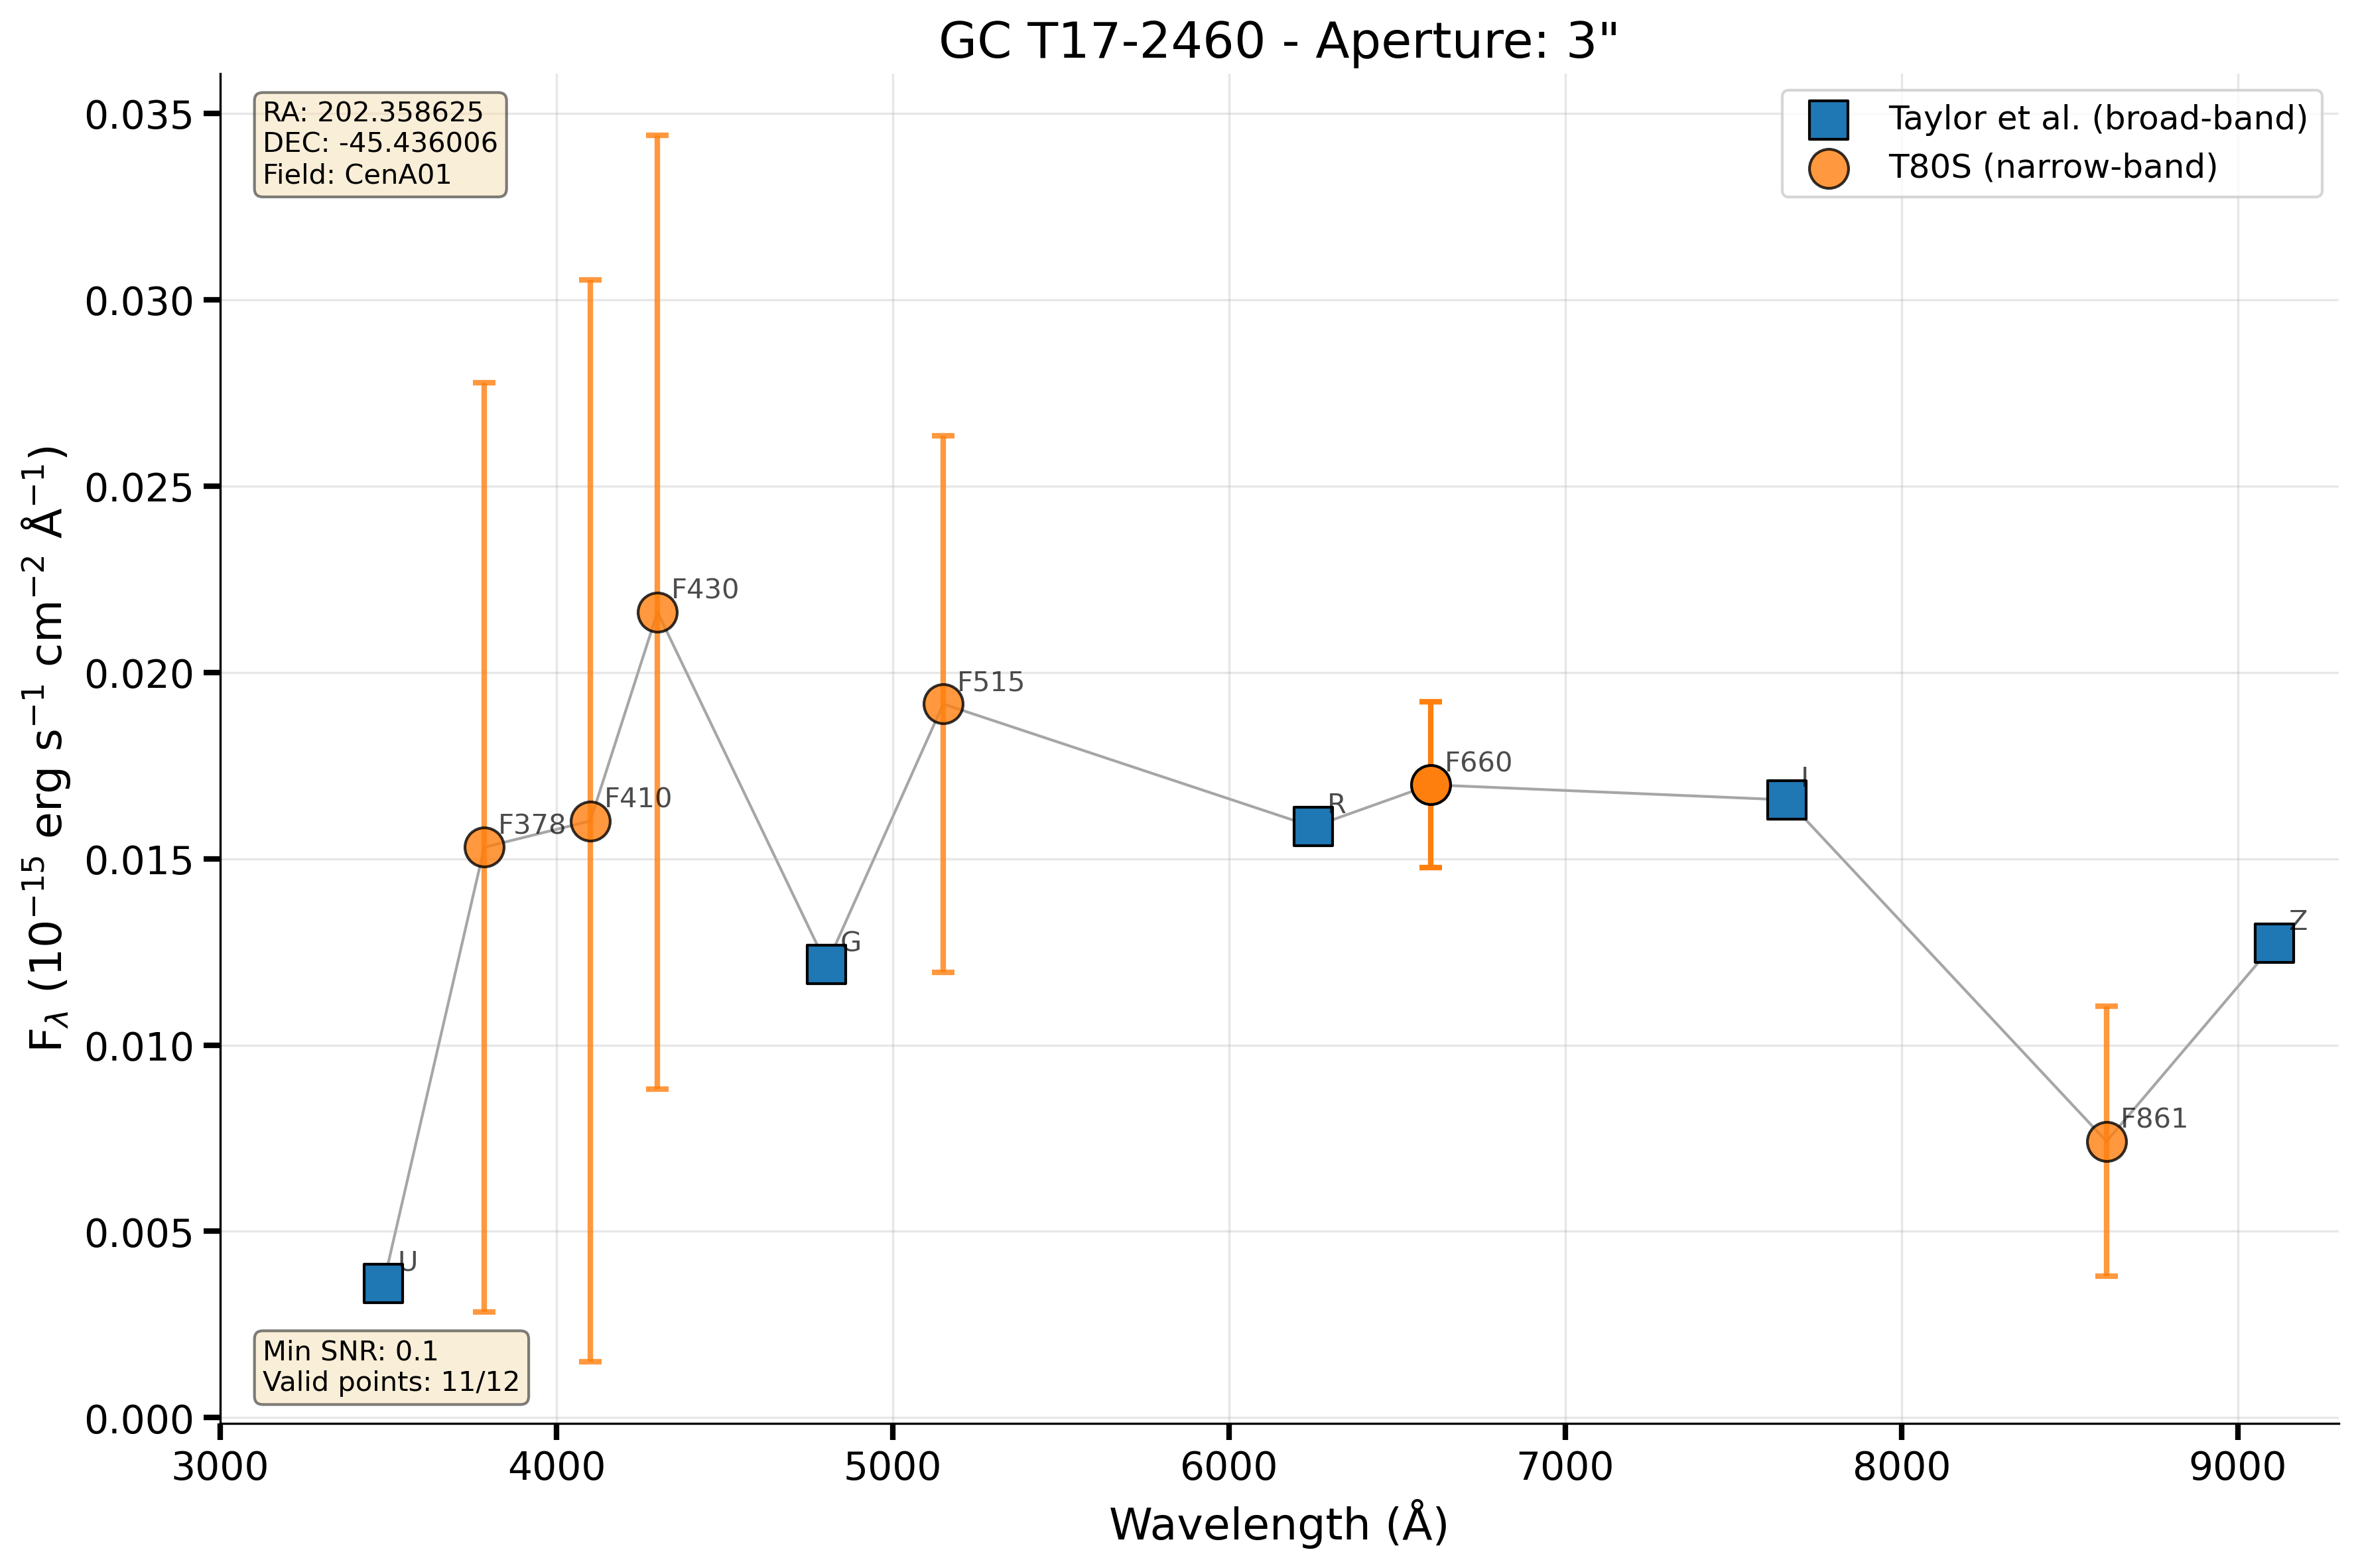 GC T17-2460 - Aperture: 3"
RA: 202.358625
DEC: -45.436006
Field: CenA01
Taylor et al. (broad-band)
T80S (narrow-band)
0.035
0.030
0.025
0.020
0.015
0.010
0.005
0.000
F_λ (10⁻¹⁵ erg s⁻¹ cm⁻² Å⁻¹)
U
F378
F410
F430
G
F515
R
F660
I
F861
Z
Min SNR: 0.1
Valid points: 11/12
3000 4000 5000 6000 7000 8000 9000
Wavelength (Å)